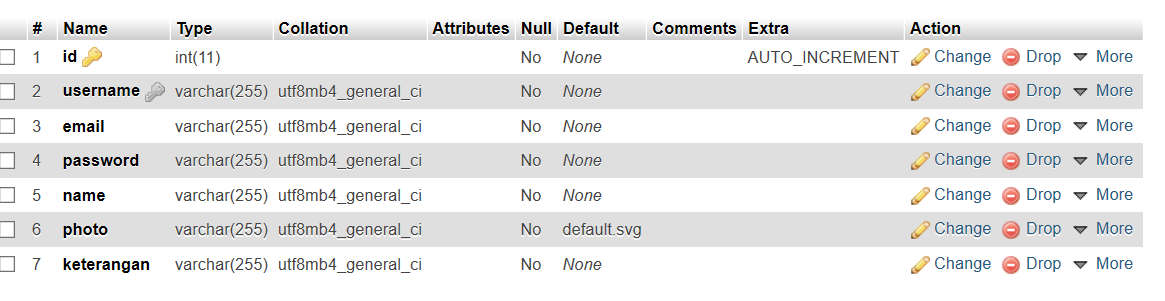 # Name Type Collation Attributes Null Default Comments Extra Action
1 id int(11) No None AUTO_INCREMENT Change Drop More
2 username varchar(255) utf8mb4_general_ci No None Change Drop More
3 email varchar(255) utf8mb4_general_ci No None Change Drop More
4 password varchar(255) utf8mb4_general_ci No None Change Drop More
5 name varchar(255) utf8mb4_general_ci No None Change Drop More
6 photo varchar(255) utf8mb4_general_ci No default.svg Change Drop More
7 keterangan varchar(255) utf8mb4_general_ci No None Change Drop More